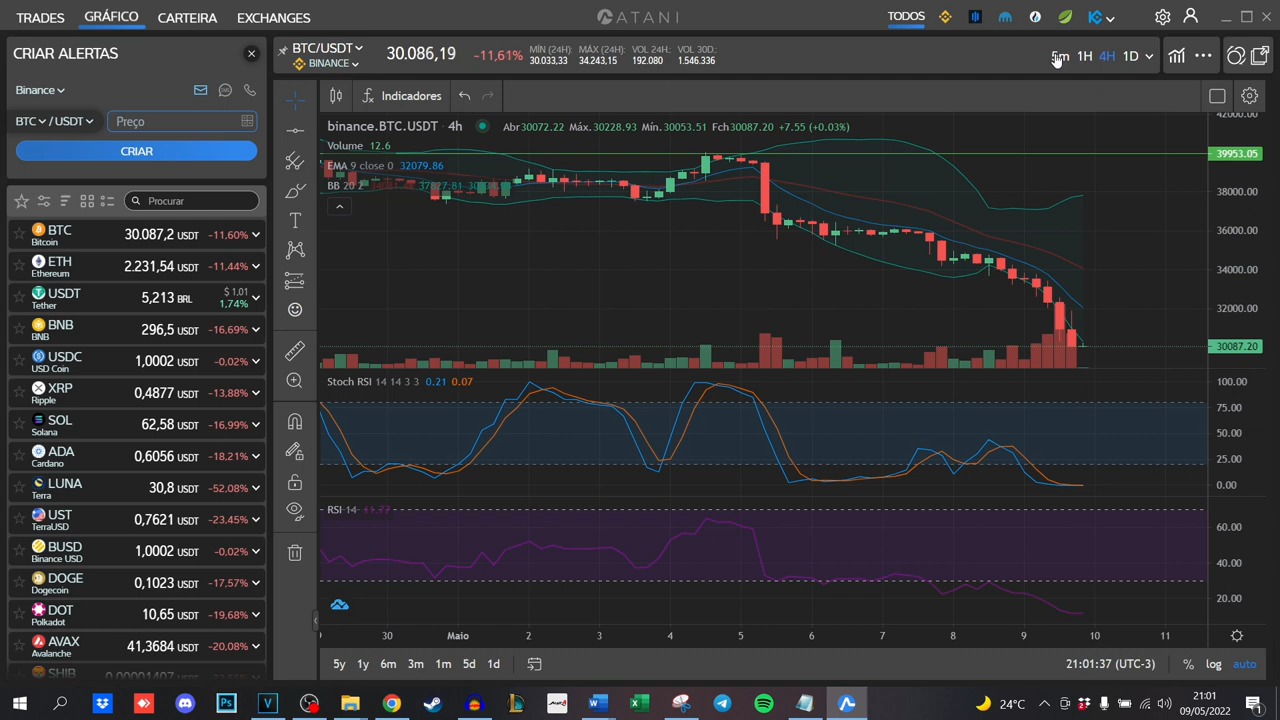 TRADES GRÁFICO CARTEIRA EXCHANGES
ATANI
TODOS
CRIAR ALERTAS
Binance
BTC / USDT Preço
CRIAR
Procurar
BTC 30.087,2 USDT -11,60%
Bitcoin
ETH 2.231,54 USDT -11,44%
Ethereum
USDT 5,213 BRL $ 1,01
Tether 1,74%
BNB 296,5 USDT -16,69%
BNB
USDC 1,0002 USDT -0,02%
USD Coin
XRP 0,4877 USDT -13,88%
Ripple
SOL 62,58 USDT -16,99%
Solana
ADA 0,6056 USDT -18,21%
Cardano
LUNA 30,8 USDT -52,08%
Terra
UST 0,7621 USDT -23,45%
TerraUSD
BUSD 1,0002 USDT -0,02%
Binance USD
DOGE 0,1023 USDT -17,57%
Dogecoin
DOT 10,65 USDT -19,68%
Polkadot
AVAX 41,3684 USDT -20,08%
Avalanche
SHIB 0,00001407 USDT
BTC/USDT 30.086,19 -11,61%
BINANCE
MÍN (24H): MÁX (24H): VOL 24H: VOL 30D:
30.033,33 34.243,15 192.080 1.546.336
5m 1H 4H 1D
Indicadores
binance.BTC.USDT - 4h Abr30072.22 Máx.30228.93 Mín.30053.51 Fch30087.20 +7.55 (+0.03%)
Volume 12.6
EMA 9 close 0 32079.86
BB 20 2
42000.00
39953.05
38000.00
36000.00
34000.00
32000.00
30087.20
Stoch RSI 14 14 3 3 0.21 0.07
100.00
75.00
50.00
25.00
0.00
RSI 14
60.00
40.00
20.00
30 Maio 2 3 4 5 6 7 8 9 10 11
5y 1y 6m 3m 1m 5d 1d
21:01:37 (UTC-3) % log auto
24°C
21:01
09/05/2022